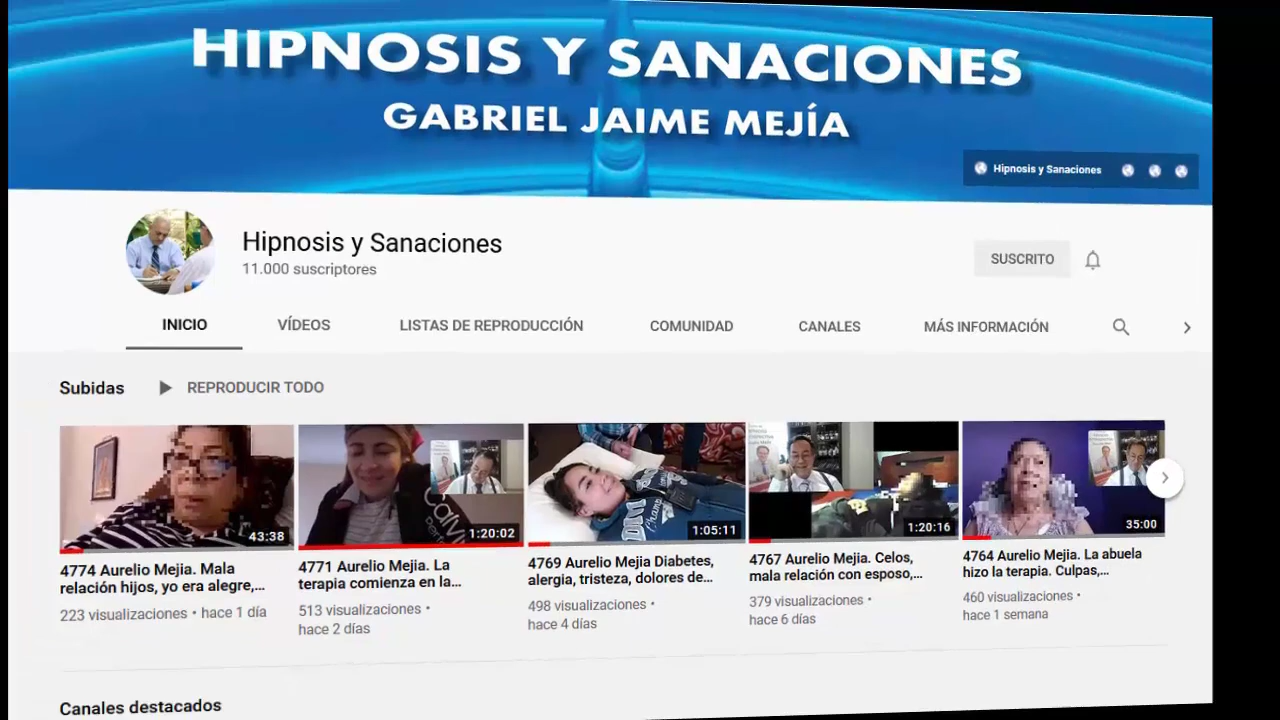 HIPNOSIS Y SANACIONES
GABRIEL JAIME MEJÍA
Hipnosis y Sanaciones
Hipnosis y Sanaciones
11.000 suscriptores
SUSCRITO
INICIO VÍDEOS LISTAS DE REPRODUCCIÓN COMUNIDAD CANALES MÁS INFORMACIÓN
Subidas REPRODUCIR TODO
43:38
4774 Aurelio Mejia. Mala
relación hijos, yo era alegre,...
223 visualizaciones • hace 1 día
1:20:02
4771 Aurelio Mejia. La
terapia comienza en la...
513 visualizaciones •
hace 2 días
1:05:11
4769 Aurelio Mejia Diabetes,
alergia, tristeza, dolores de...
498 visualizaciones •
hace 4 días
1:20:16
4767 Aurelio Mejia. Celos,
mala relación con esposo,...
379 visualizaciones •
hace 6 días
35:00
4764 Aurelio Mejia. La abuela
hizo la terapia. Culpas,...
460 visualizaciones •
hace 1 semana
Canales destacados